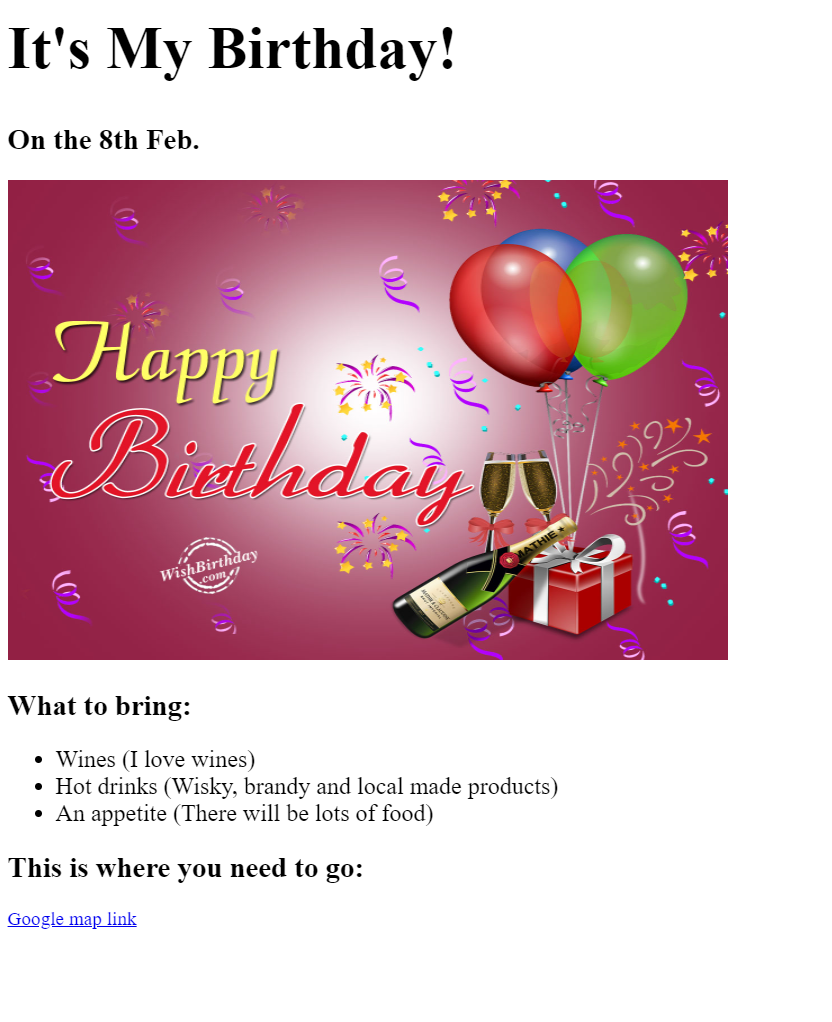 It's My Birthday!
On the 8th Feb.
Happy
Birthday
WishBirthday
.com
MATHIE
What to bring:
Wines (I love wines)
Hot drinks (Wisky, brandy and local made products)
An appetite (There will be lots of food)
This is where you need to go:
Google map link